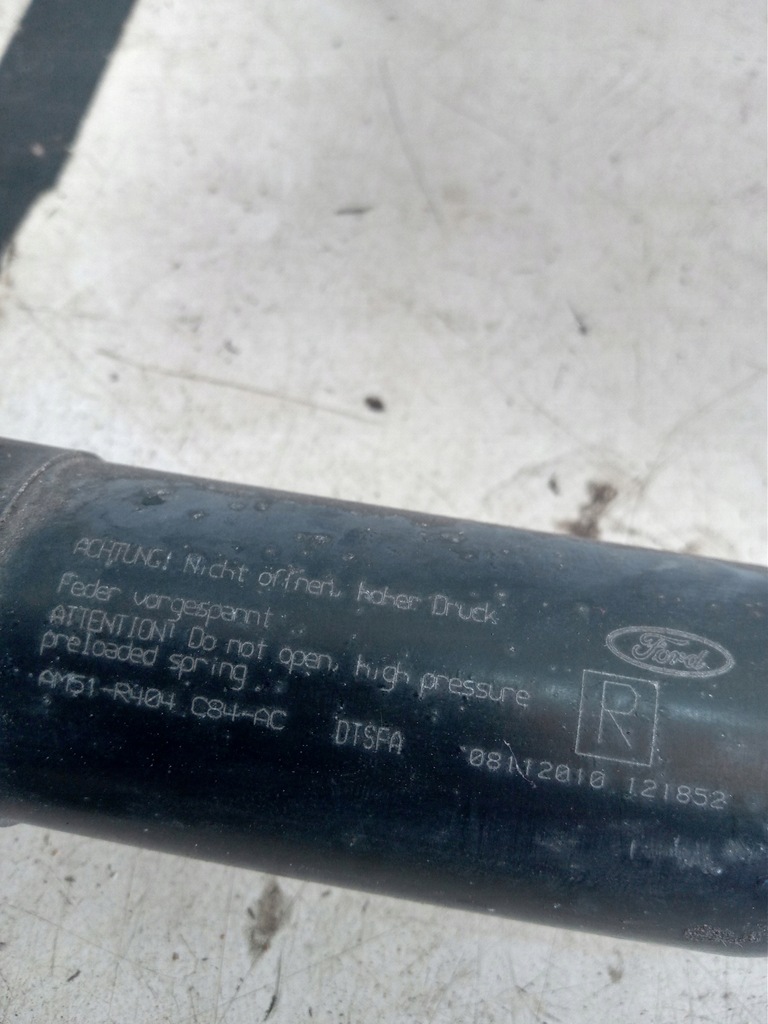 ACHTUNG! Nicht öffnen, hoher Druck
Feder vorgespannt
ATTENTION! Do not open, high pressure
preloaded spring
AM51-R404 C84-AC DTSFA 08112010 121852
Ford
R